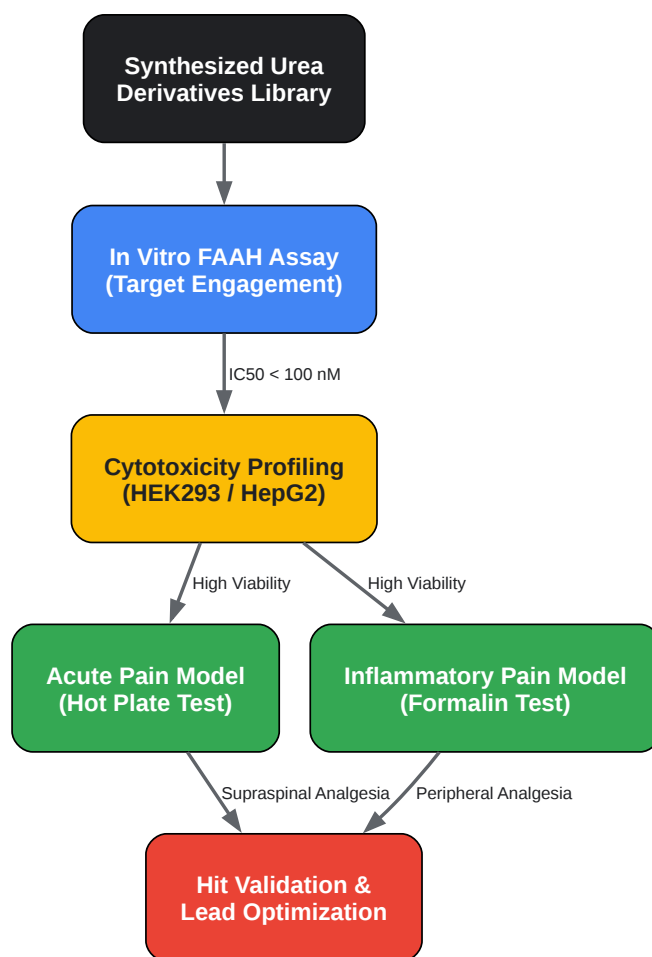 Synthesized Urea
Derivatives Library
In Vitro FAAH Assay
(Target Engagement)
IC50 < 100 nM
Cytotoxicity Profiling
(HEK293 / HepG2)
High Viability
High Viability
Acute Pain Model
(Hot Plate Test)
Inflammatory Pain Model
(Formalin Test)
Supraspinal Analgesia
Peripheral Analgesia
Hit Validation &
Lead Optimization